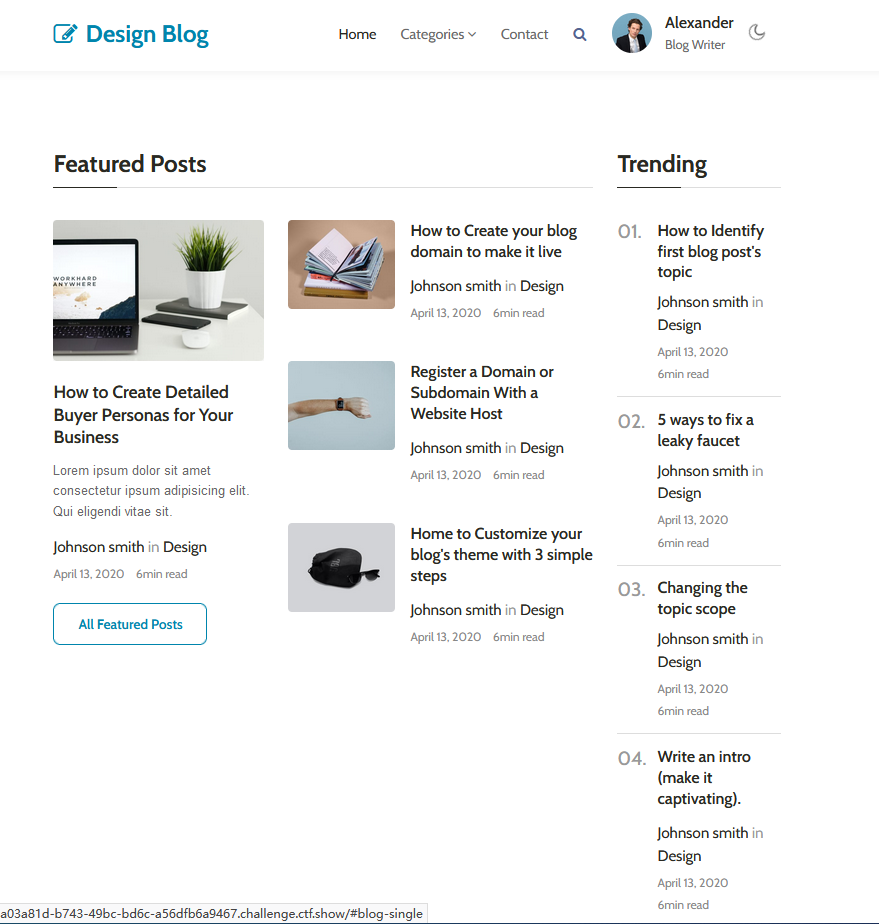 Design Blog
Home
Categories
Contact
Alexander
Blog Writer
Featured Posts
WORKHARD
ANYWHERE
How to Create Detailed
Buyer Personas for Your
Business
Lorem ipsum dolor sit amet
consectetur ipsum adipisicing elit.
Qui eligendi vitae sit.
Johnson smith in Design
April 13, 2020 6min read
All Featured Posts
How to Create your blog
domain to make it live
Johnson smith in Design
April 13, 2020 6min read
Register a Domain or
Subdomain With a
Website Host
Johnson smith in Design
April 13, 2020 6min read
Home to Customize your
blog's theme with 3 simple
steps
Johnson smith in Design
April 13, 2020 6min read
Trending
01.
How to Identify
first blog post's
topic
Johnson smith in
Design
April 13, 2020
6min read
02.
5 ways to fix a
leaky faucet
Johnson smith in
Design
April 13, 2020
6min read
03.
Changing the
topic scope
Johnson smith in
Design
April 13, 2020
6min read
04.
Write an intro
(make it
captivating).
Johnson smith in
Design
April 13, 2020
6min read
a03a81d-b743-49bc-bd6c-a56dfb6a9467.challenge.ctf.show/#blog-single